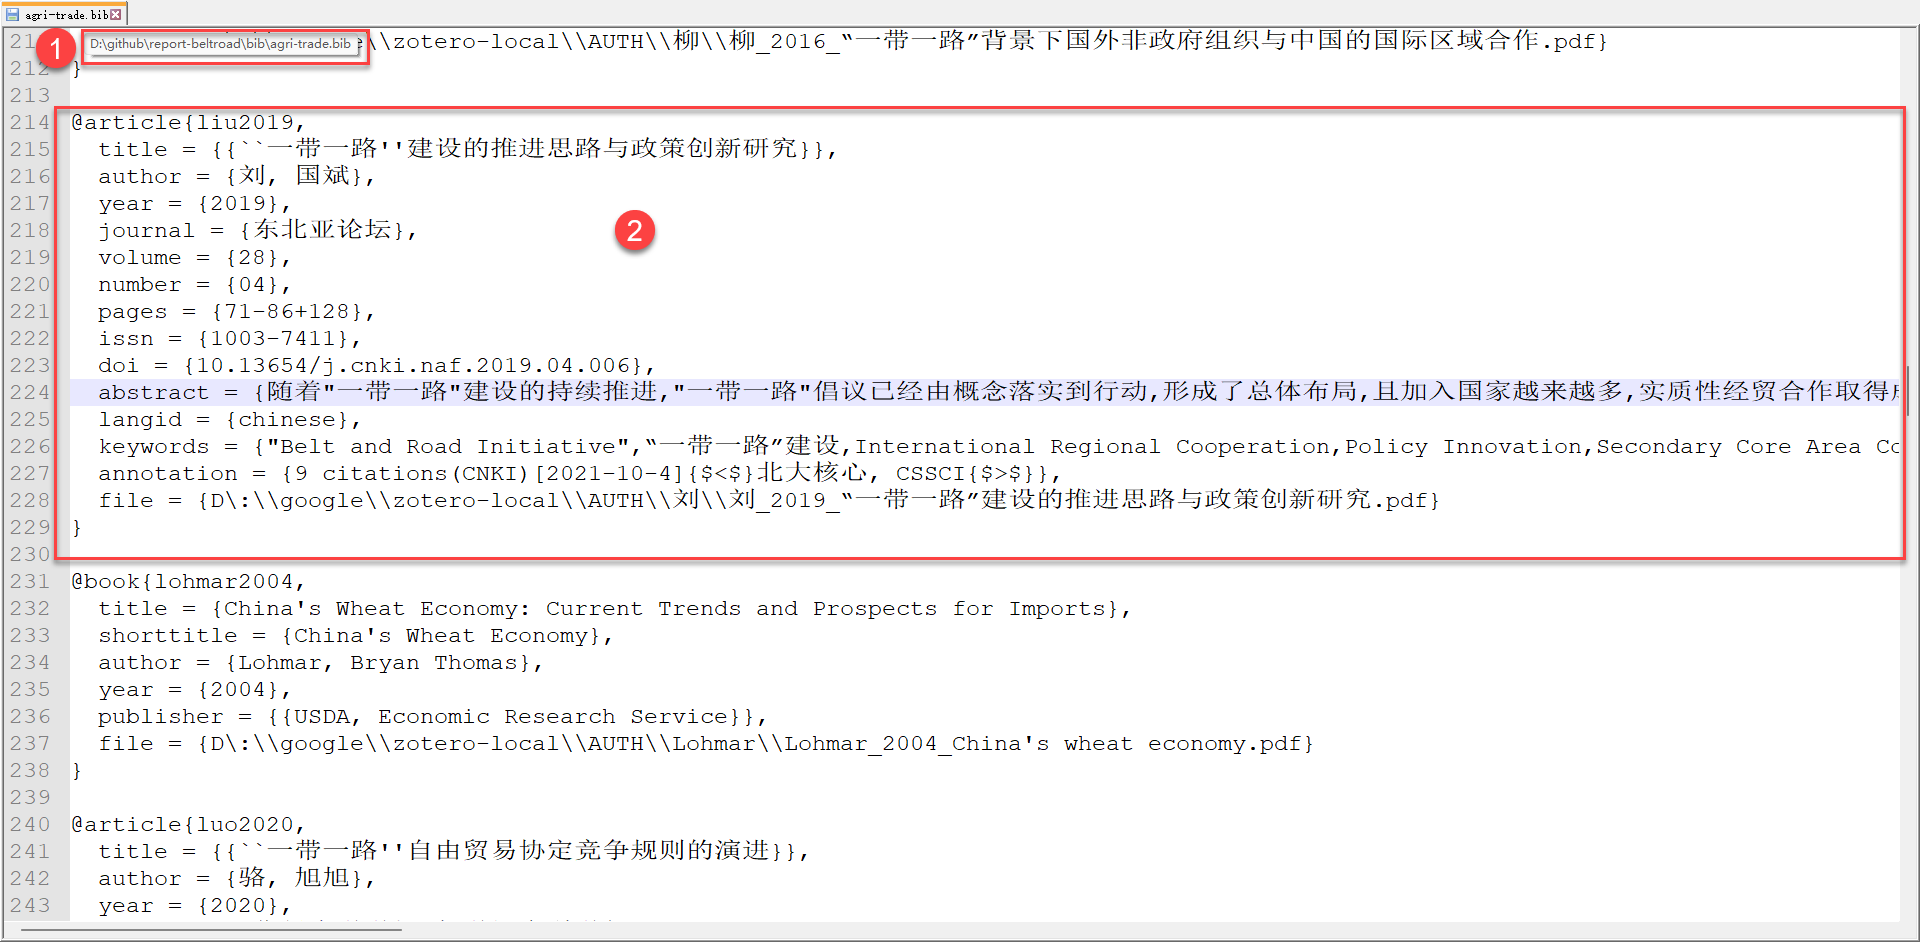 agri-trade.bib
1
D:\github\report-beltroad\bib\agri-trade.bib
21 e\\zotero-local\\AUTH\\柳\\柳_2016_“一带一路”背景下国外非政府组织与中国的国际区域合作.pdf}
212 }
213
214 @article{liu2019,
215 title = {{``一带一路''建设的推进思路与政策创新研究}},
216 author = {刘, 国斌},
217 year = {2019},
2
218 journal = {东北亚论坛},
219 volume = {28},
220 number = {04},
221 pages = {71-86+128},
222 issn = {1003-7411},
223 doi = {10.13654/j.cnki.naf.2019.04.006},
224 abstract = {随着"一带一路"建设的持续推进,"一带一路"倡议已经由概念落实到行动,形成了总体布局,且加入国家越来越多,实质性经贸合作取得
225 langid = {chinese},
226 keywords = {"Belt and Road Initiative",“一带一路”建设,International Regional Cooperation,Policy Innovation,Secondary Core Area Co
227 annotation = {9 citations(CNKI)[2021-10-4]{$<$}北大核心, CSSCI{$>$}},
228 file = {D\:\\google\\zotero-local\\AUTH\\刘\\刘_2019_“一带一路”建设的推进思路与政策创新研究.pdf}
229 }
230
231 @book{lohmar2004,
232 title = {China's Wheat Economy: Current Trends and Prospects for Imports},
233 shorttitle = {China's Wheat Economy},
234 author = {Lohmar, Bryan Thomas},
235 year = {2004},
236 publisher = {{USDA, Economic Research Service}},
237 file = {D\:\\google\\zotero-local\\AUTH\\Lohmar\\Lohmar_2004_China's wheat economy.pdf}
238 }
239
240 @article{luo2020,
241 title = {{``一带一路''自由贸易协定竞争规则的演进}},
242 author = {骆, 旭旭},
243 year = {2020},